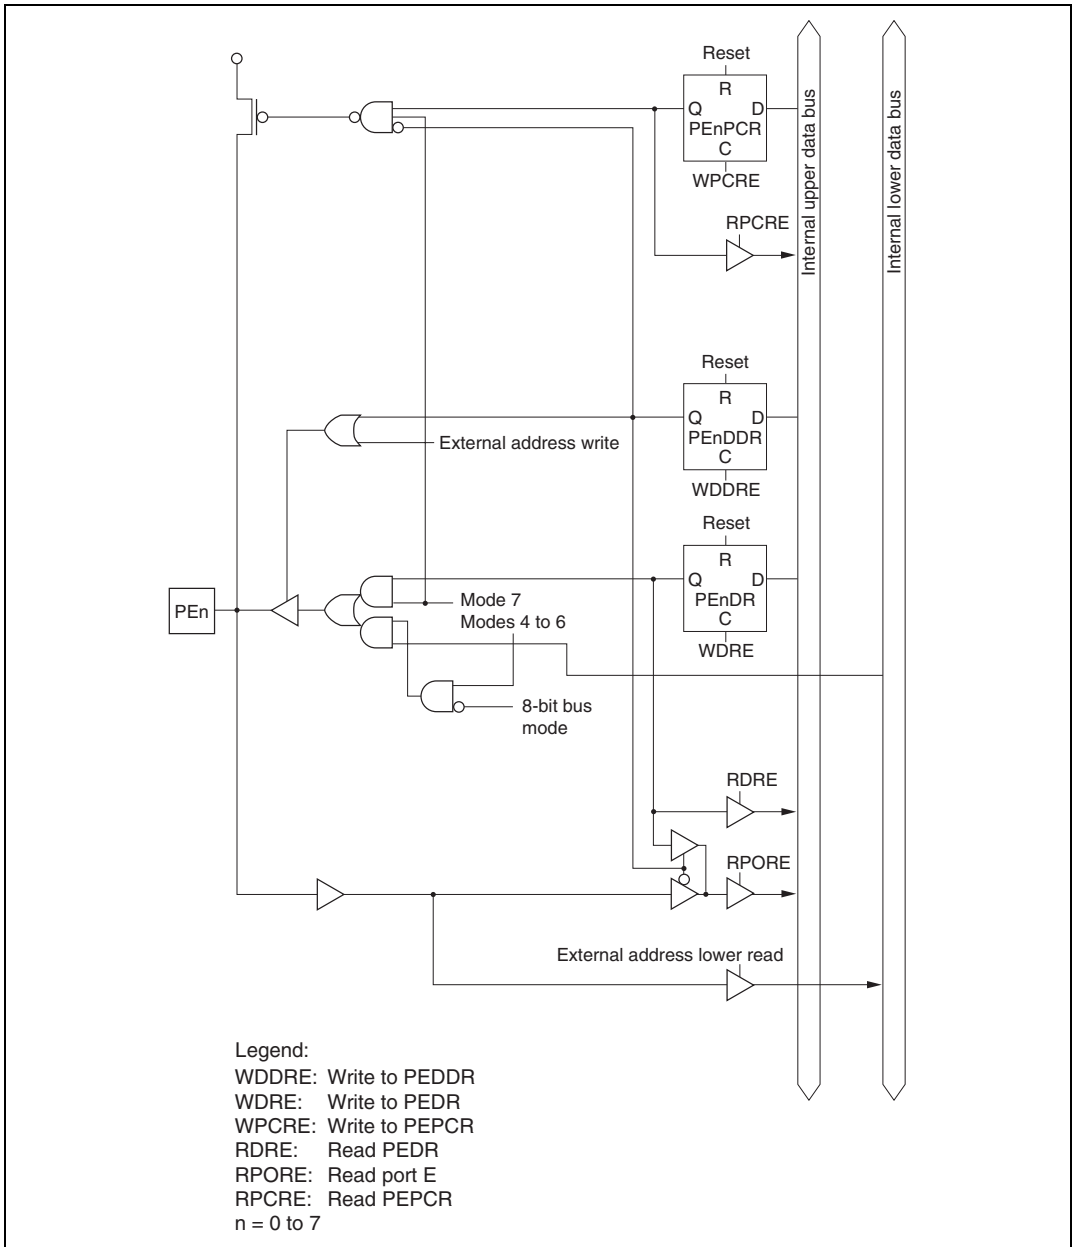 Reset
R
Q D
PEnPCR
C
WPCRE
RPCRE
Internal upper data bus
Internal lower data bus
Reset
R
Q D
PEnDDR
C
WDDRE
External address write
Reset
R
Q D
PEnDR
C
WDRE
PEn
Mode 7
Modes 4 to 6
8-bit bus
mode
RDRE
RPORE
External address lower read
Legend:
WDDRE: Write to PEDDR
WDRE: Write to PEDR
WPCRE: Write to PEPCR
RDRE: Read PEDR
RPORE: Read port E
RPCRE: Read PEPCR
n = 0 to 7